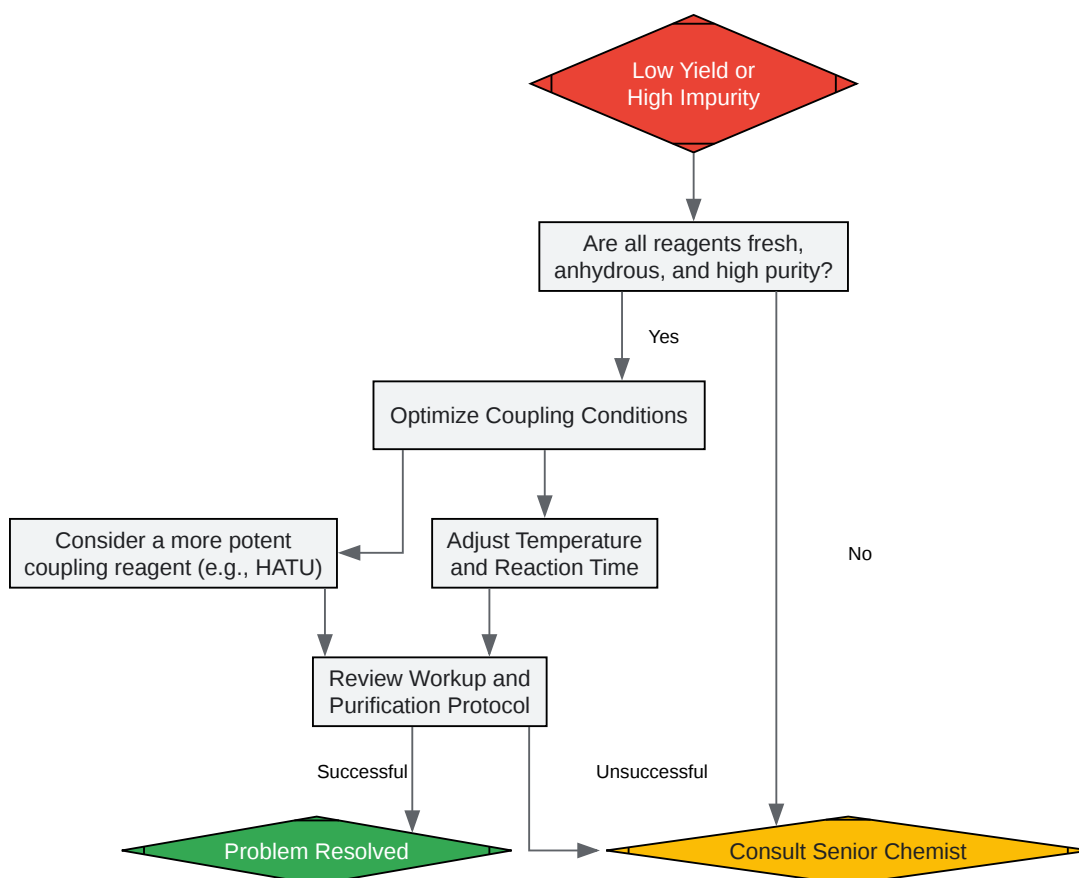 Low Yield or
High Impurity
Are all reagents fresh,
anhydrous, and high purity?
Yes
Optimize Coupling Conditions
Consider a more potent
coupling reagent (e.g., HATU)
Adjust Temperature
and Reaction Time
No
Review Workup and
Purification Protocol
Successful
Unsuccessful
Problem Resolved
Consult Senior Chemist